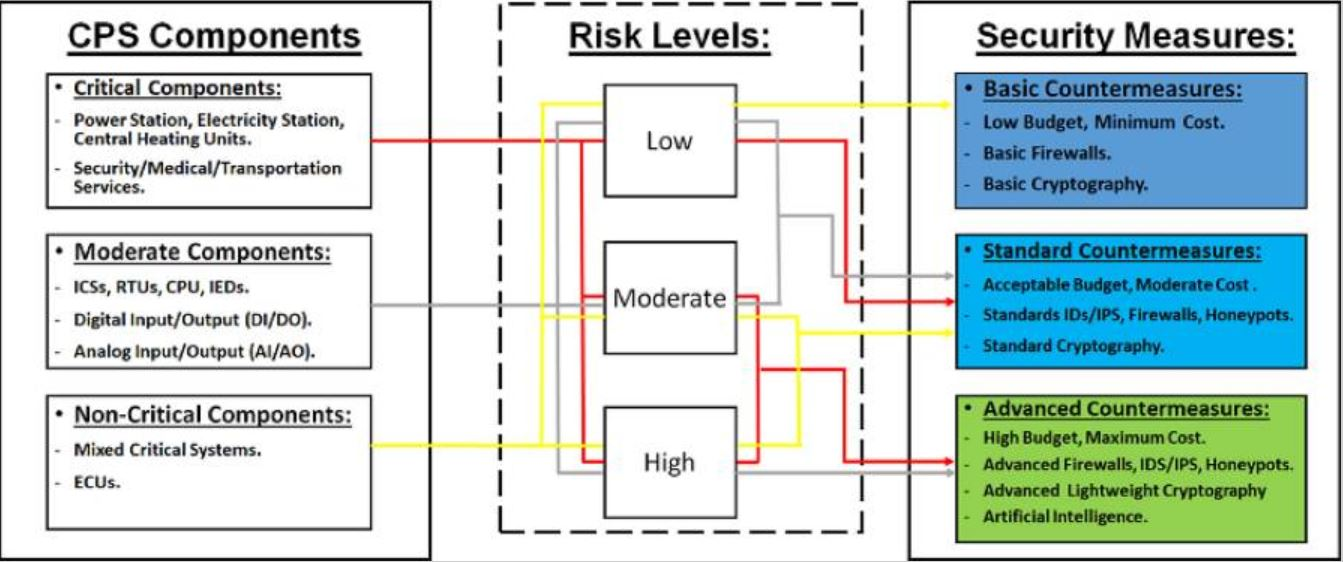 CPS Components
• Critical Components:
- Power Station, Electricity Station,
Central Heating Units.
- Security/Medical/Transportation
Services.
• Moderate Components:
- ICSs, RTUs, CPU, IEDs.
- Digital Input/Output (DI/DO).
- Analog Input/Output (AI/AO).
• Non-Critical Components:
- Mixed Critical Systems.
- ECUs.
Risk Levels:
Low
Moderate
High
Security Measures:
• Basic Countermeasures:
- Low Budget, Minimum Cost.
- Basic Firewalls.
- Basic Cryptography.
• Standard Countermeasures:
- Acceptable Budget, Moderate Cost .
- Standards IDs/IPS, Firewalls, Honeypots.
- Standard Cryptography.
• Advanced Countermeasures:
- High Budget, Maximum Cost.
- Advanced Firewalls, IDS/IPS, Honeypots.
- Advanced Lightweight Cryptography
- Artificial Intelligence.